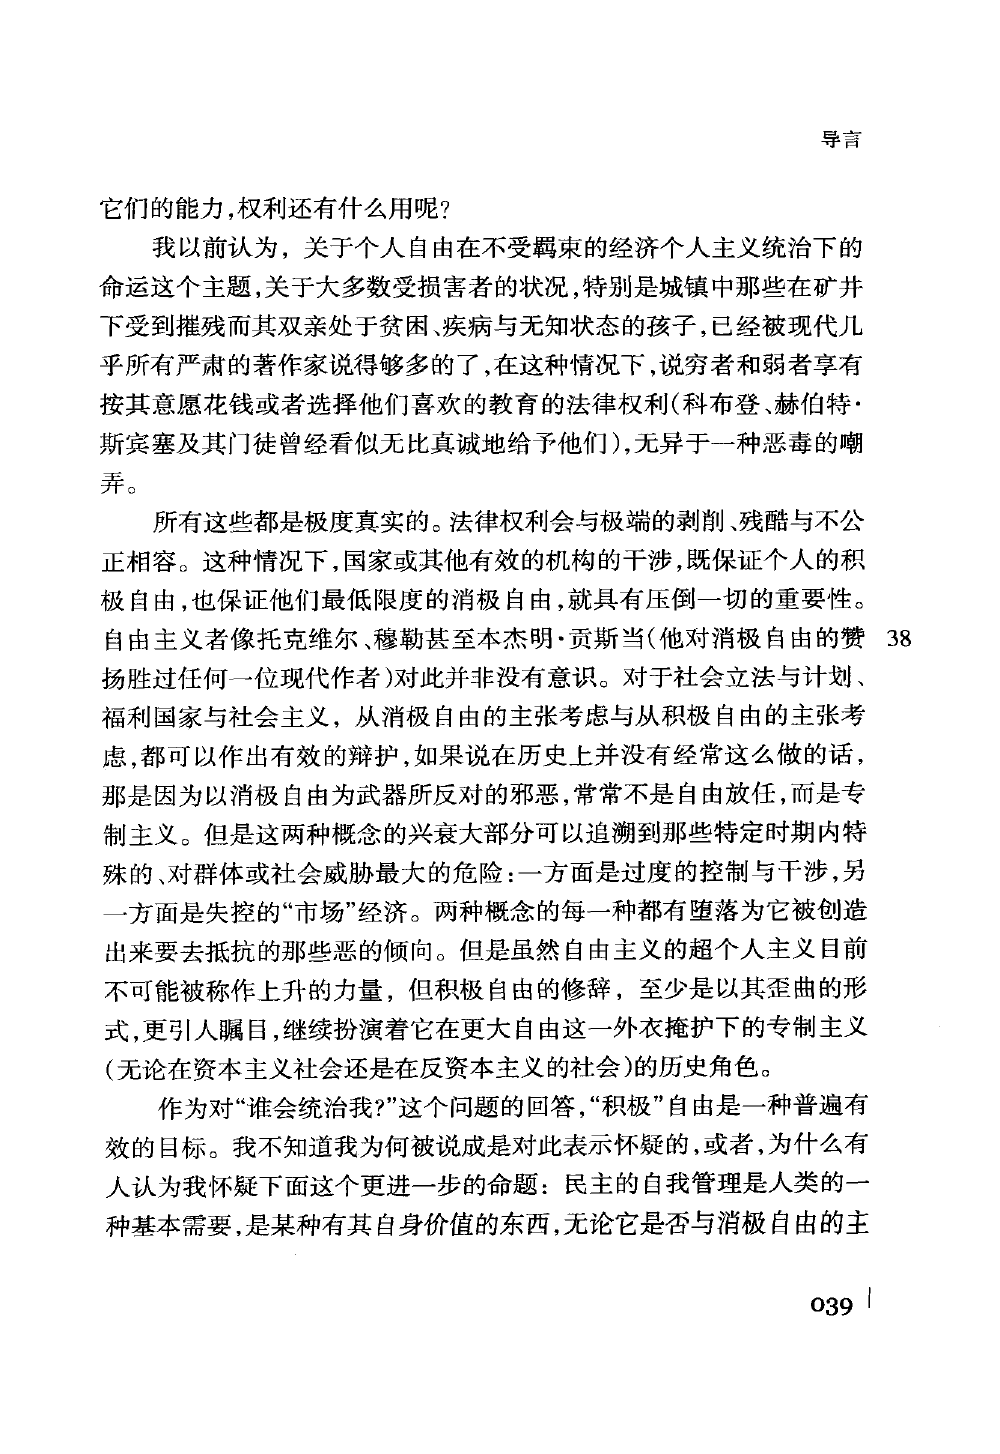 导言
它们的能力,权利还有什么用呢?
我以前认为, 关于个人自由在不受羁束的经济个人主义统治下的
命运这个主题,关于大多数受损害者的状况,特别是城镇中那些在矿井
下受到摧残而其双亲处于贫困、疾病与无知状态的孩子,已经被现代几
乎所有严肃的著作家说得够多的了,在这种情况下,说穷者和弱者享有
按其意愿花钱或者选择他们喜欢的教育的法律权利(科布登、赫伯特·
斯宾塞及其门徒曾经看似无比真诚地给予他们),无异于一种恶毒的嘲
弄。
所有这些都是极度真实的。法律权利会与极端的剥削、残酷与不公
正相容。这种情况下,国家或其他有效的机构的干涉,既保证个人的积
极自由,也保证他们最低限度的消极自由,就具有压倒一切的重要性。
自由主义者像托克维尔、穆勒甚至本杰明·贡斯当(他对消极自由的赞 38
扬胜过任何一位现代作者)对此并非没有意识。对于社会立法与计划、
福利国家与社会主义, 从消极自由的主张考虑与从积极自由的主张考
虑,都可以作出有效的辩护,如果说在历史上并没有经常这么做的话,
那是因为以消极自由为武器所反对的邪恶,常常不是自由放任,而是专
制主义。但是这两种概念的兴衰大部分可以追溯到那些特定时期内特
殊的、对群体或社会威胁最大的危险:一方面是过度的控制与干涉,另
一方面是失控的“市场”经济。两种概念的每一种都有堕落为它被创造
出来要去抵抗的那些恶的倾向。但是虽然自由主义的超个人主义目前
不可能被称作上升的力量, 但积极自由的修辞, 至少是以其歪曲的形
式,更引人瞩目,继续扮演着它在更大自由这一外衣掩护下的专制主义
(无论在资本主义社会还是在反资本主义的社会)的历史角色。
作为对“谁会统治我?”这个问题的回答,“积极”自由是一种普遍有
效的目标。我不知道我为何被说成是对此表示怀疑的,或者,为什么有
人认为我怀疑下面这个更进一步的命题: 民主的自我管理是人类的一
种基本需要,是某种有其自身价值的东西,无论它是否与消极自由的主
039